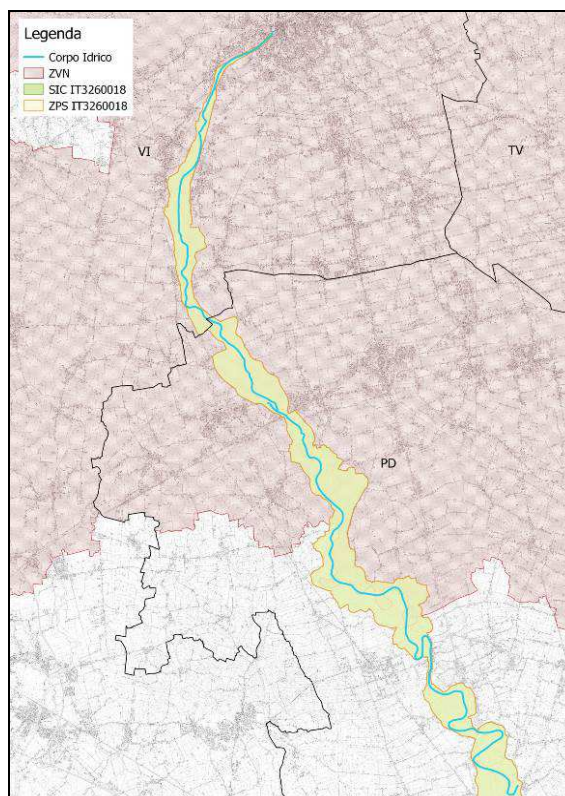 Legenda
Corpo Idrico
ZVN
SIC IT3260018
ZPS IT3260018
VI
TV
PD